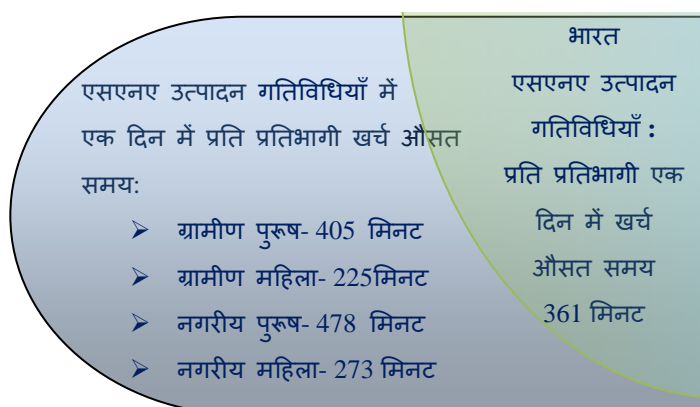 एसएनए उत्पादन गतिविधियाँ में
एक दिन में प्रति प्रतिभागी खर्च औसत
समय:
➢ ग्रामीण पुरूष- 405 मिनट
➢ ग्रामीण महिला- 225मिनट
➢ नगरीय पुरूष- 478 मिनट
➢ नगरीय महिला- 273 मिनट
भारत
एसएनए उत्पादन
गतिविधियाँ :
प्रति प्रतिभागी एक
दिन में खर्च
औसत समय
361 मिनट